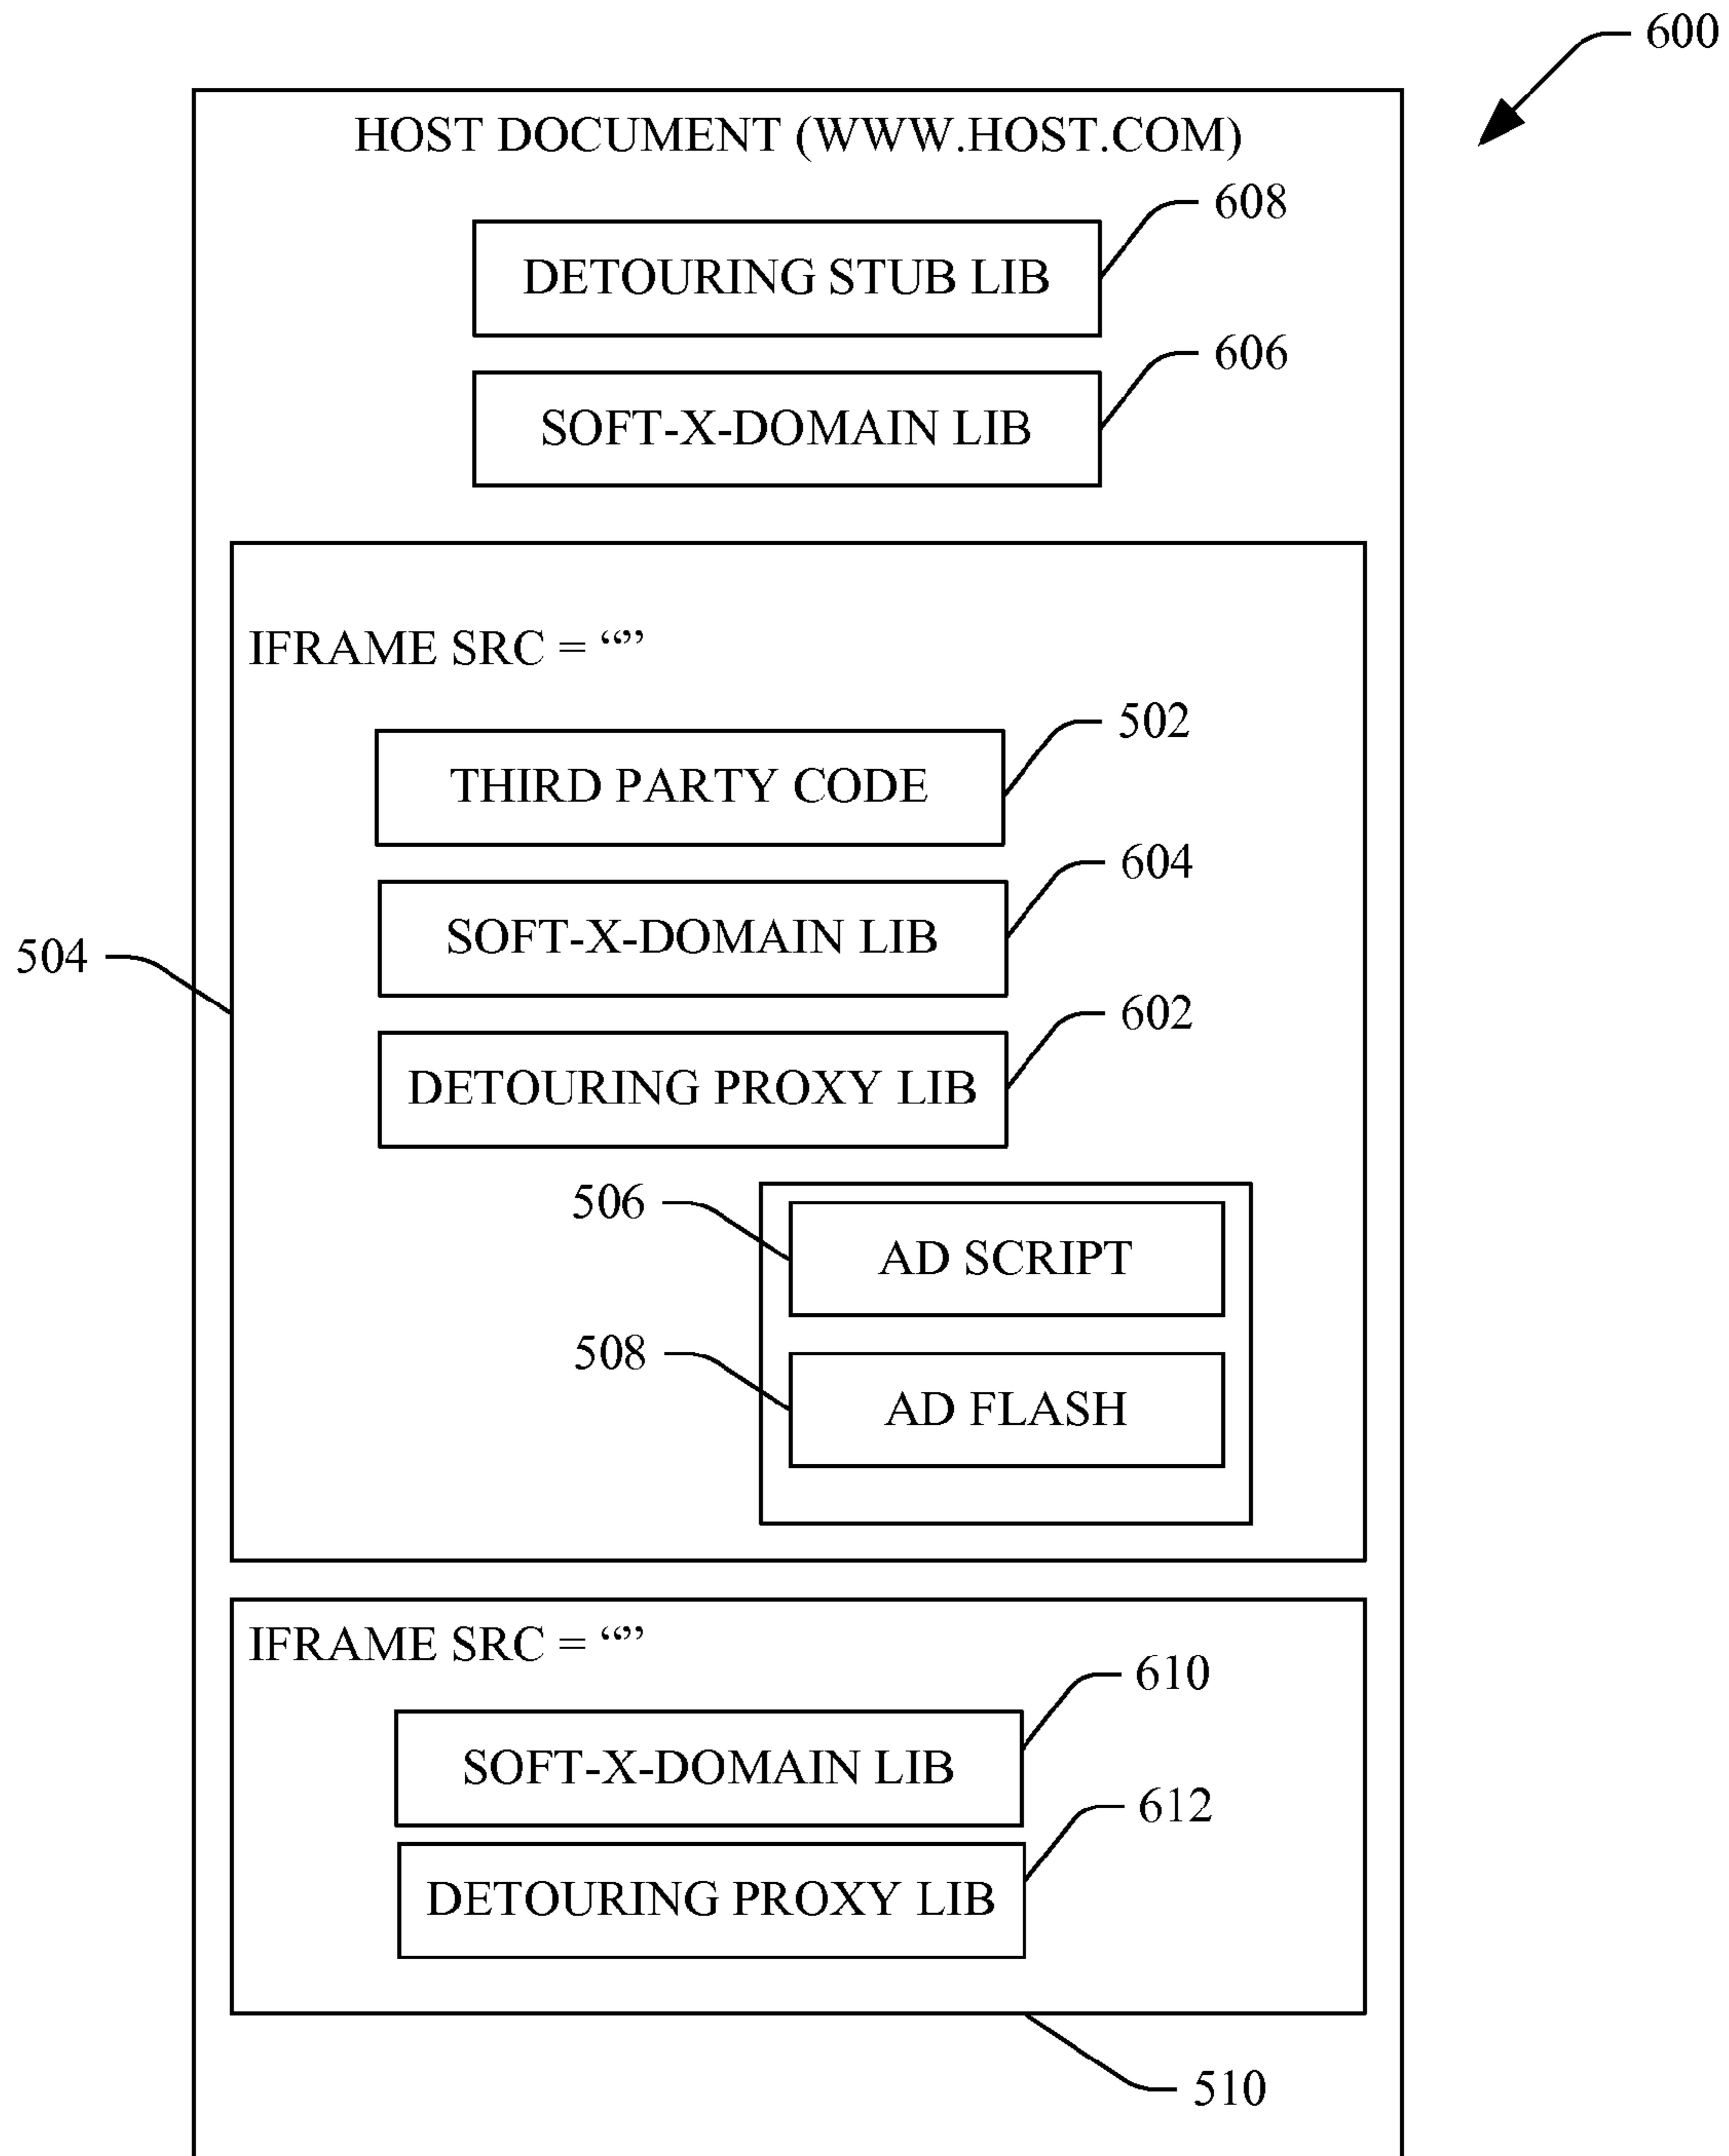 600
HOST DOCUMENT (WWW.HOST.COM)
608
DETOURING STUB LIB
606
SOFT-X-DOMAIN LIB
IFRAME SRC = “”
502
THIRD PARTY CODE
604
SOFT-X-DOMAIN LIB
504
602
DETOURING PROXY LIB
506
AD SCRIPT
508
AD FLASH
IFRAME SRC = “”
610
SOFT-X-DOMAIN LIB
612
DETOURING PROXY LIB
510